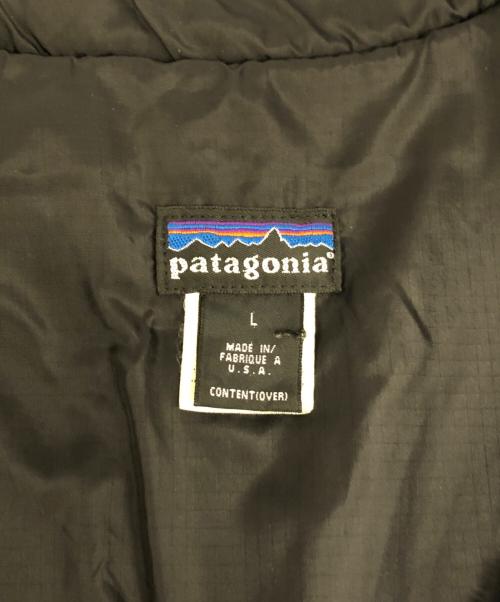 patagonia®
L
MADE IN/
FABRIQUE A
U.S.A.
CONTENT(OVER)